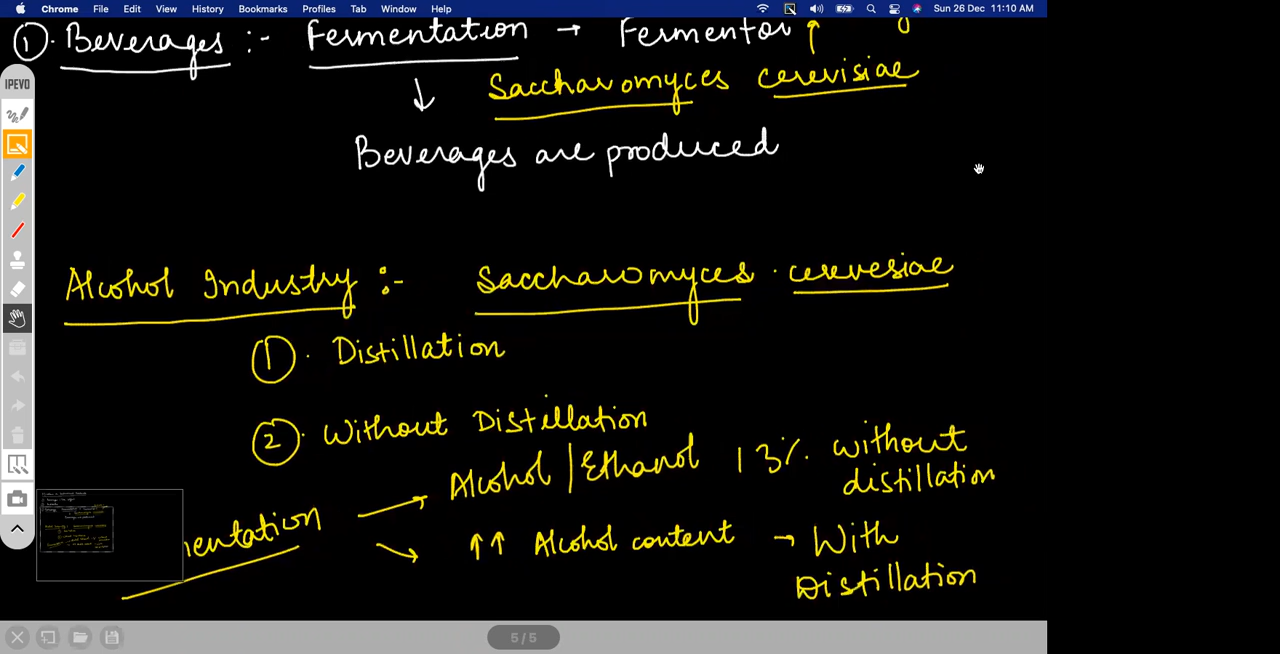 Chrome File Edit View History Bookmarks Profiles Tab Window Help Sun 26 Dec 11:10 AM
① Beverages :- Fermentation → Fermentor ↑
IPEVO
↓ Saccharomyces cerevisiae
Beverages are produced
Alcohol Industry :- Saccharomyces . cerevesiae
① . Distillation
② . Without Distillation
Alcohol / Ethanol 13% without
distillation
mentation
↑↑ Alcohol content → With
Distillation
5/5